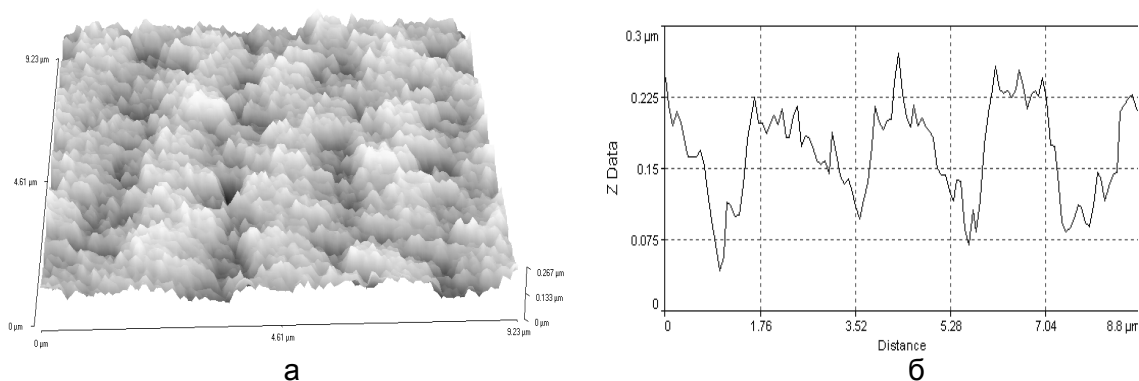 9.23 µm
4.61 µm
0 µm
0 µm
4.61 µm
9.23 µm
0.267 µm
0.133 µm
0 µm
а
0.3 µm
0.225
0.15
0.075
0
Z Data
0
1.76
3.52
5.28
7.04
8.8 µm
Distance
б